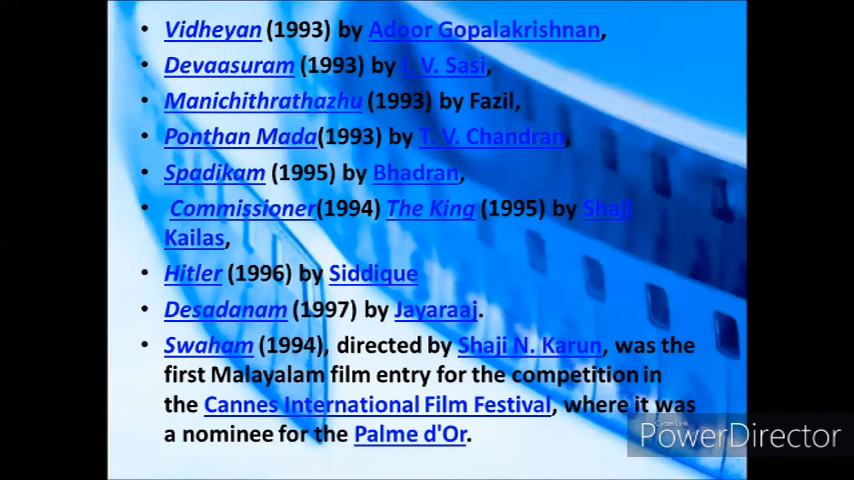 • Vidheyan (1993) by Adoor Gopalakrishnan,
• Devaasuram (1993) by I. V. Sasi,
• Manichithrathazhu (1993) by Fazil,
• Ponthan Mada(1993) by T. V. Chandran,
• Spadikam (1995) by Bhadran,
• Commissioner(1994) The King (1995) by Shaji
Kailas,
• Hitler (1996) by Siddique
• Desadanam (1997) by Jayaraaj.
• Swaham (1994), directed by Shaji N. Karun, was the
first Malayalam film entry for the competition in
the Cannes International Film Festival, where it was
a nominee for the Palme d'Or.
CyberLink
PowerDirector